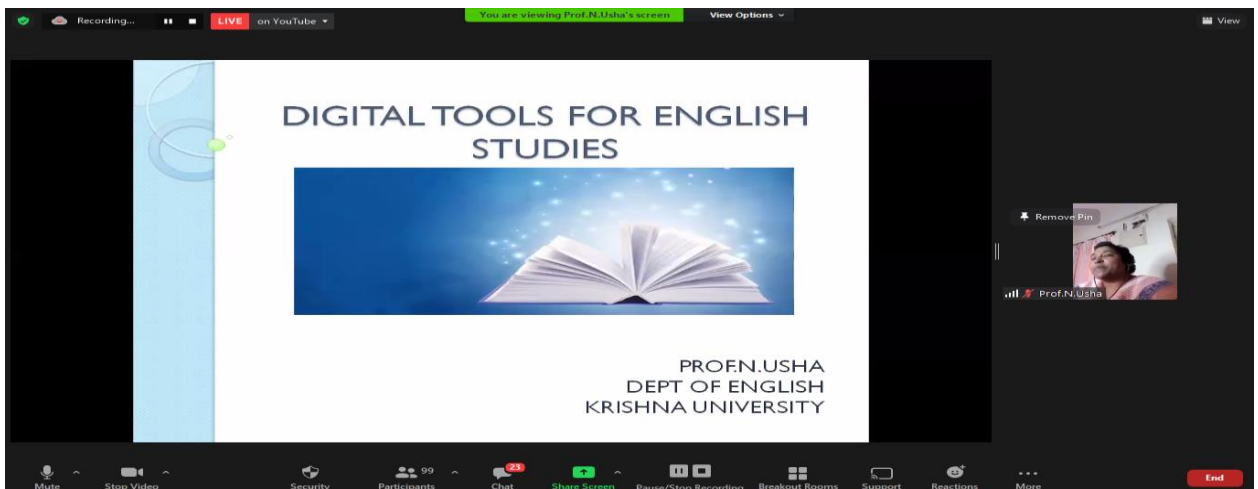 You are viewing Prof.N.Usha's screen View Options
Recording... LIVE on YouTube View
DIGITAL TOOLS FOR ENGLISH
STUDIES
Remove Pin
Prof.N.Usha
PROF.N.USHA
DEPT OF ENGLISH
KRISHNA UNIVERSITY
99 23
Mute Stop Video Security Participants Chat Share Screen Pause/Stop Recording Breakout Rooms Support Reactions More End